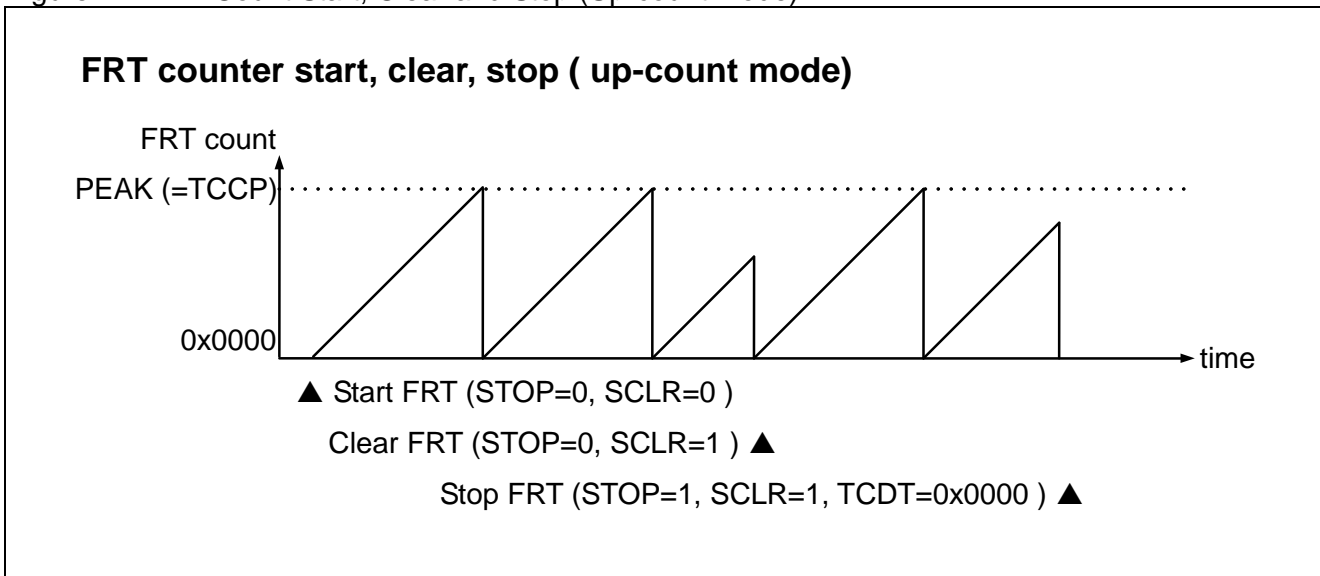 FRT counter start, clear, stop ( up-count mode)
FRT count
PEAK (=TCCP)
0x0000
time
▲ Start FRT (STOP=0, SCLR=0 )
Clear FRT (STOP=0, SCLR=1 ) ▲
Stop FRT (STOP=1, SCLR=1, TCDT=0x0000 ) ▲